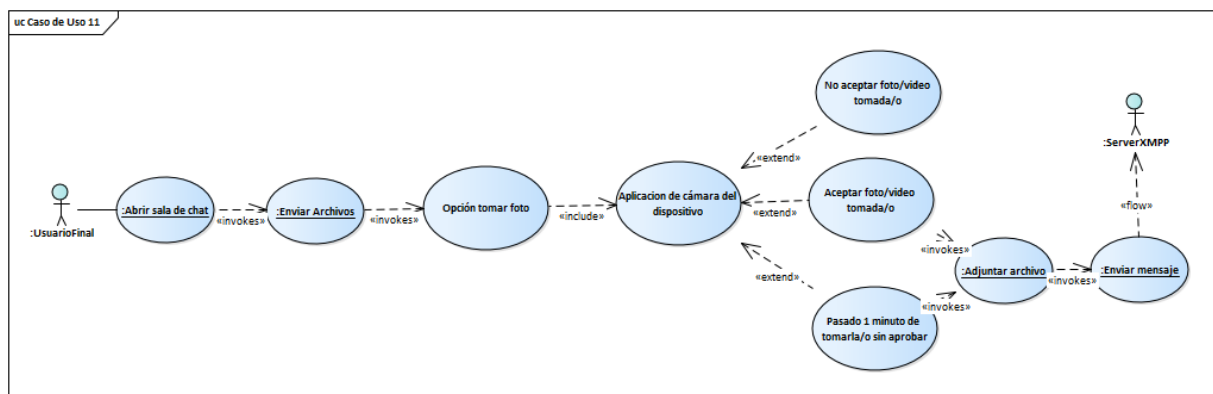 uc Caso de Uso 11
:UsuarioFinal
:Abrir sala de chat
«invokes»
:Enviar Archivos
«invokes»
Opción tomar foto
«include»
Aplicacion de cámara del
dispositivo
No aceptar foto/video
tomada/o
«extend»
Aceptar foto/video
tomada/o
«extend»
«invokes»
«extend»
Pasado 1 minuto de
tomarla/o sin aprobar
«invokes»
:Adjuntar archivo
«invokes»
:Enviar mensaje
«flow»
:ServerXMPP